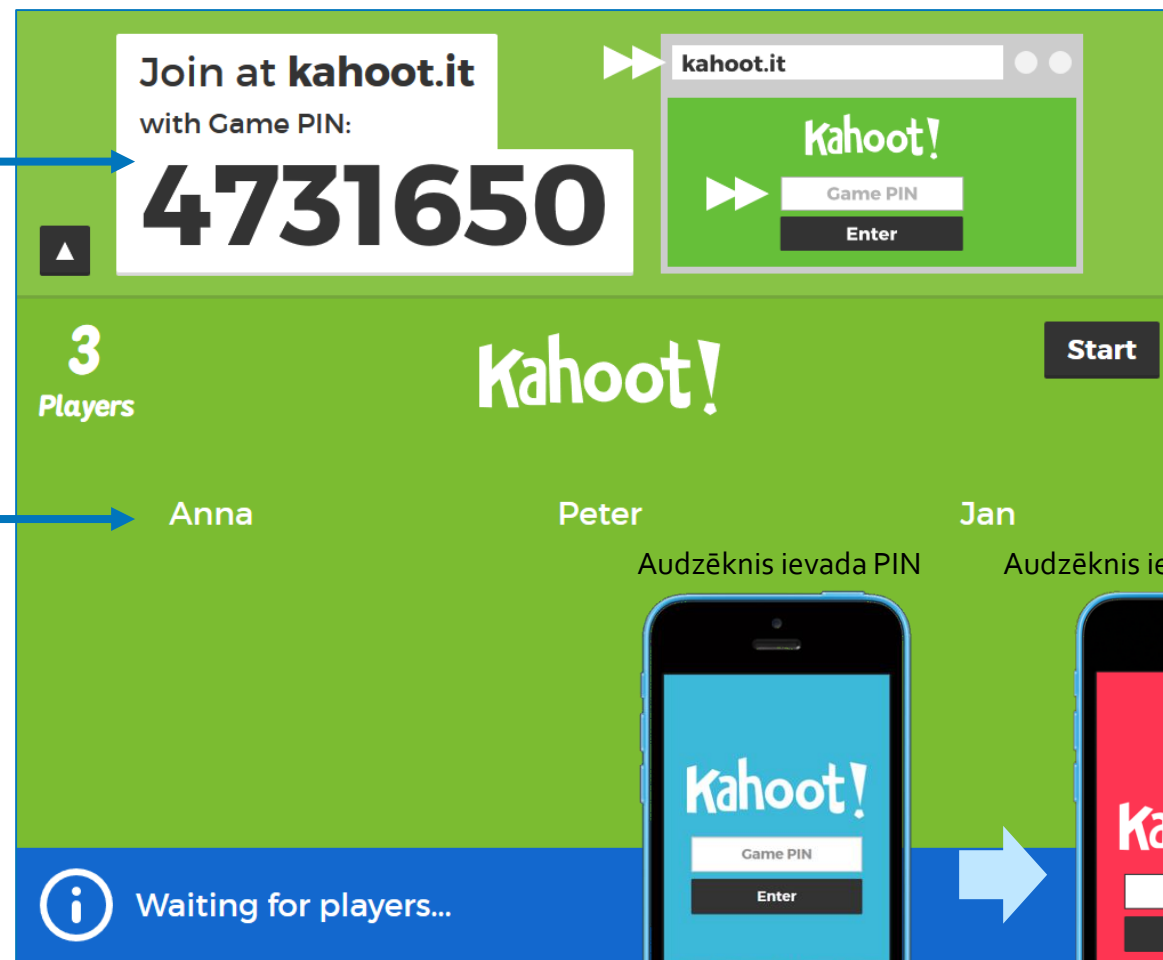 Join at kahoot.it
with Game PIN:
4731650
kahoot.it
Kahoot!
Game PIN
Enter
3
Players
Kahoot!
Start
Anna
Peter
Jan
Audzēknis ievada PIN
Audzēknis
Kahoot!
Game PIN
Enter
Waiting for players...